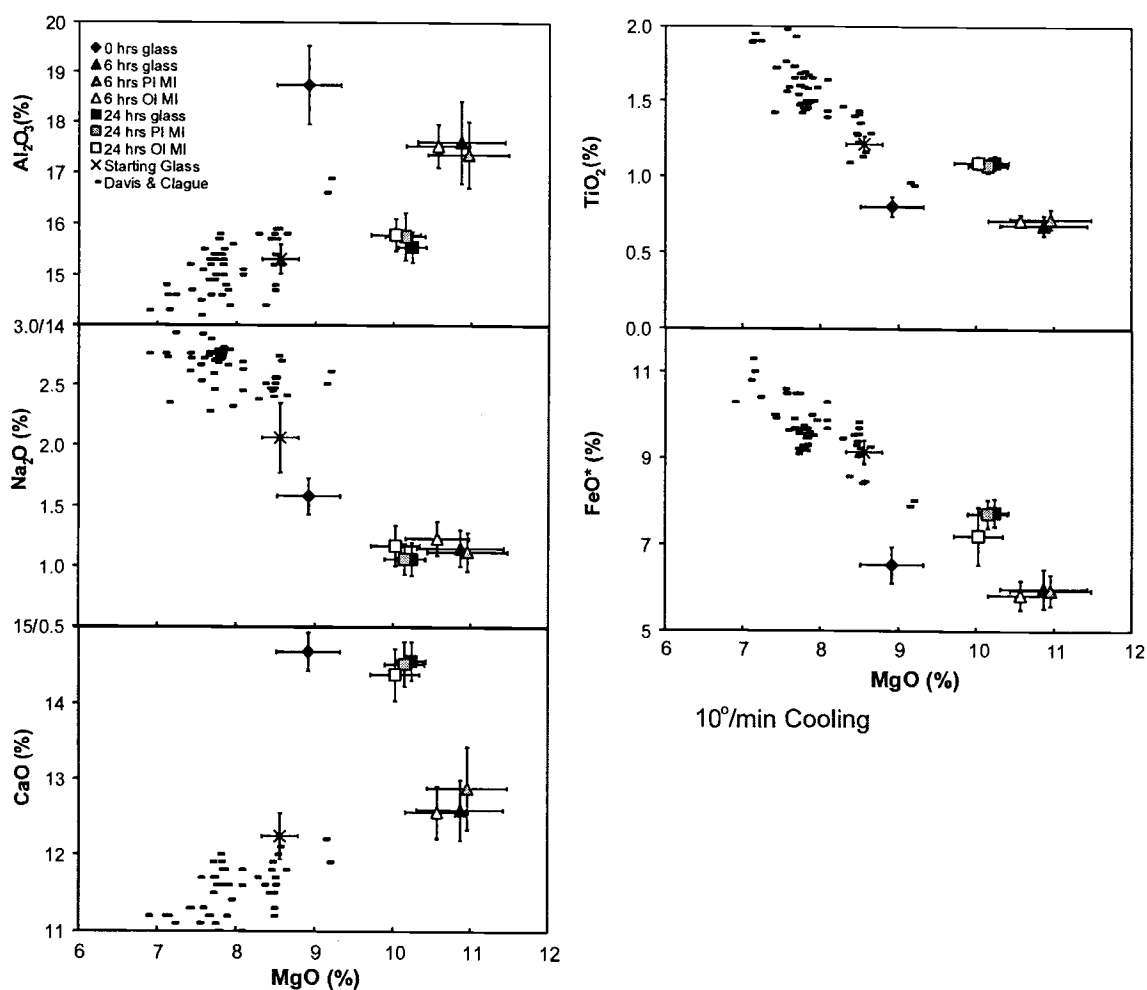 20
19
18
17
16
15
3.0/14
Al2O3(%)
0 hrs glass
6 hrs glass
6 hrs Pl MI
6 hrs Ol MI
24 hrs glass
24 hrs Pl MI
24 hrs Ol MI
Starting Glass
Davis & Clague
2.5
2.0
1.5
1.0
15/0.5
Na2O (%)
14
13
12
11
CaO (%)
6 7 8 9 10 11 12
MgO (%)
2.0
1.5
1.0
0.5
0.0
TiO2(%)
11
9
7
5
FeO* (%)
6 7 8 9 10 11 12
MgO (%)
10°/min Cooling